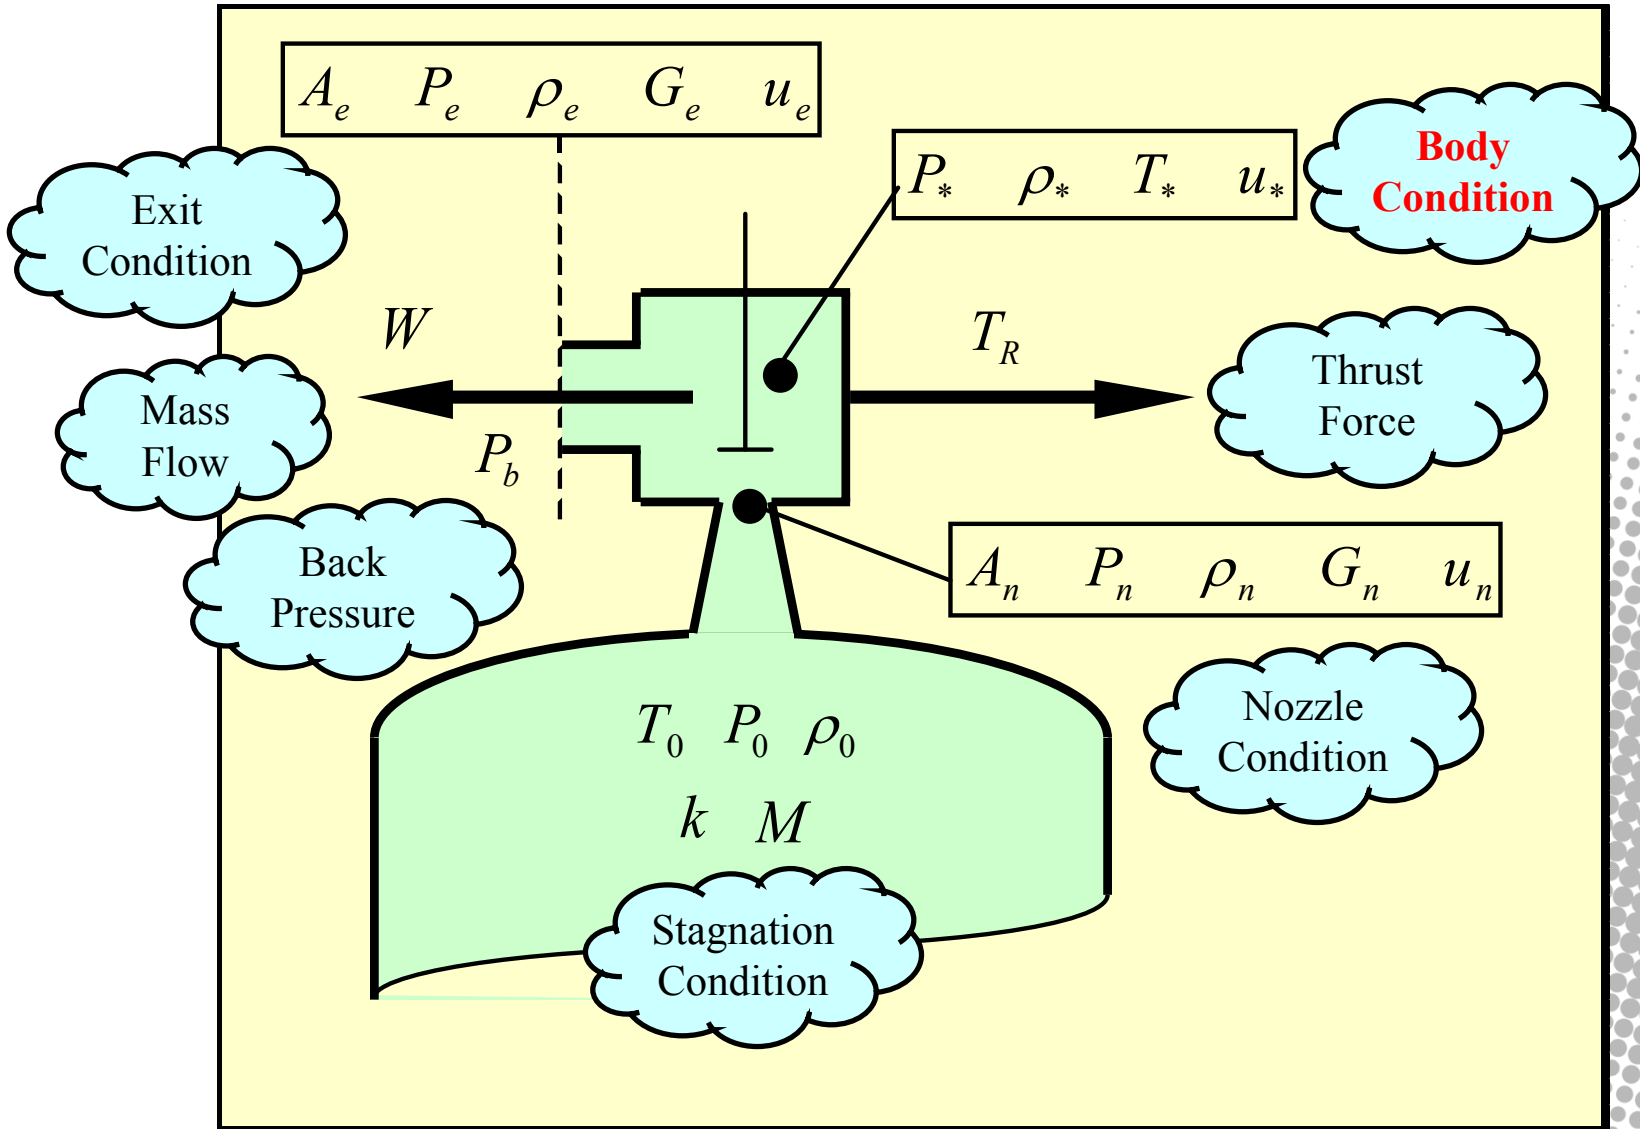 A_e P_e ρ_e G_e u_e
P_* ρ_* T_* u_*
Body
Condition
Exit
Condition
W
T_R
Thrust
Force
Mass
Flow
P_b
Back
Pressure
A_n P_n ρ_n G_n u_n
Nozzle
Condition
T_0 P_0 ρ_0
k M
Stagnation
Condition